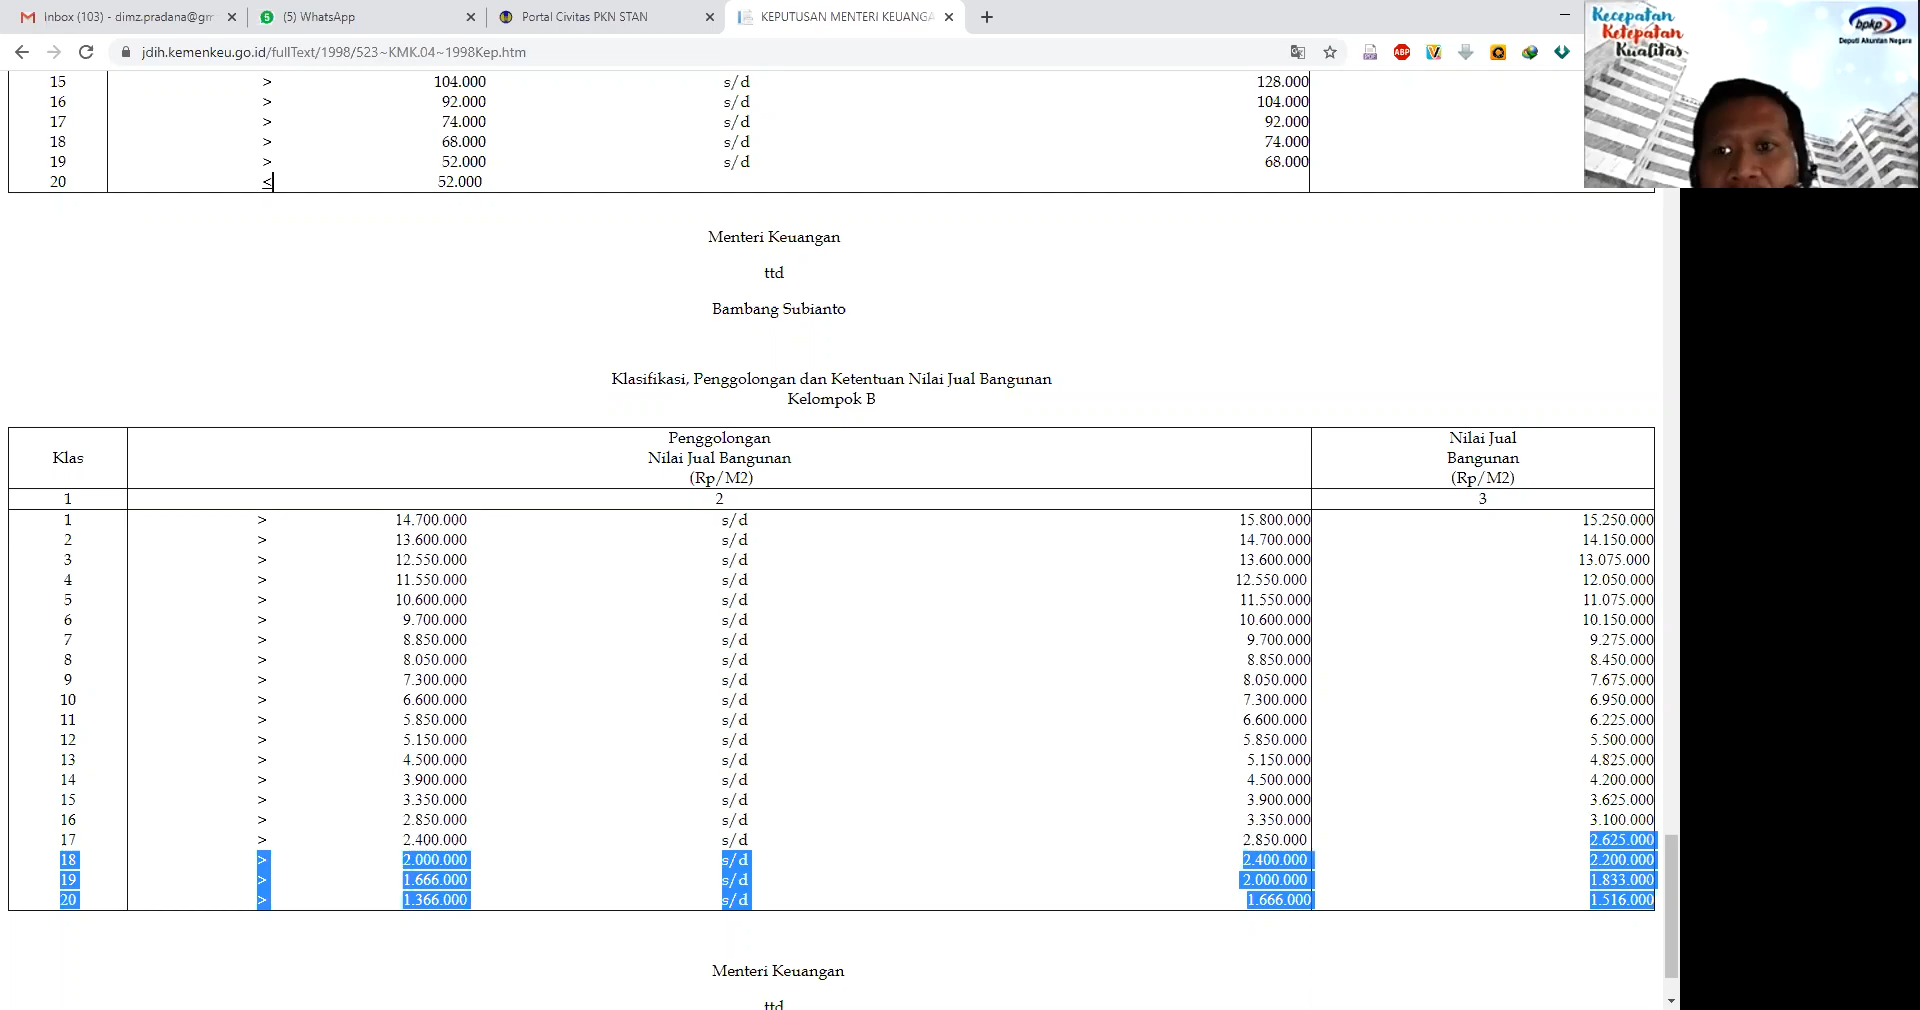 Inbox (103) - dimz.pradana@gm
(5) WhatsApp
Portal Civitas PKN STAN
KEPUTUSAN MENTERI KEUANGA
jdih.kemenkeu.go.id/fullText/1998/523~KMK.04~1998Kep.htm
Kecepatan
Ketepatan
Kualitas
bpkp
Deputi Akuntan Negara
15 > 104.000 s/d 128.000
16 > 92.000 s/d 104.000
17 > 74.000 s/d 92.000
18 > 68.000 s/d 74.000
19 > 52.000 s/d 68.000
20 < 52.000
Menteri Keuangan
ttd
Bambang Subianto
Klasifikasi, Penggolongan dan Ketentuan Nilai Jual Bangunan
Kelompok B
Klas
Penggolongan
Nilai Jual Bangunan
(Rp/M2)
Nilai Jual
Bangunan
(Rp/M2)
1 2 3
1 > 14.700.000 s/d 15.800.000 15.250.000
2 > 13.600.000 s/d 14.700.000 14.150.000
3 > 12.550.000 s/d 13.600.000 13.075.000
4 > 11.550.000 s/d 12.550.000 12.050.000
5 > 10.600.000 s/d 11.550.000 11.075.000
6 > 9.700.000 s/d 10.600.000 10.150.000
7 > 8.850.000 s/d 9.700.000 9.275.000
8 > 8.050.000 s/d 8.850.000 8.450.000
9 > 7.300.000 s/d 8.050.000 7.675.000
10 > 6.600.000 s/d 7.300.000 6.950.000
11 > 5.850.000 s/d 6.600.000 6.225.000
12 > 5.150.000 s/d 5.850.000 5.500.000
13 > 4.500.000 s/d 5.150.000 4.825.000
14 > 3.900.000 s/d 4.500.000 4.200.000
15 > 3.350.000 s/d 3.900.000 3.625.000
16 > 2.850.000 s/d 3.350.000 3.100.000
17 > 2.400.000 s/d 2.850.000 2.625.000
18 > 2.000.000 s/d 2.400.000 2.200.000
19 > 1.666.000 s/d 2.000.000 1.833.000
20 > 1.366.000 s/d 1.666.000 1.516.000
Menteri Keuangan
ttd